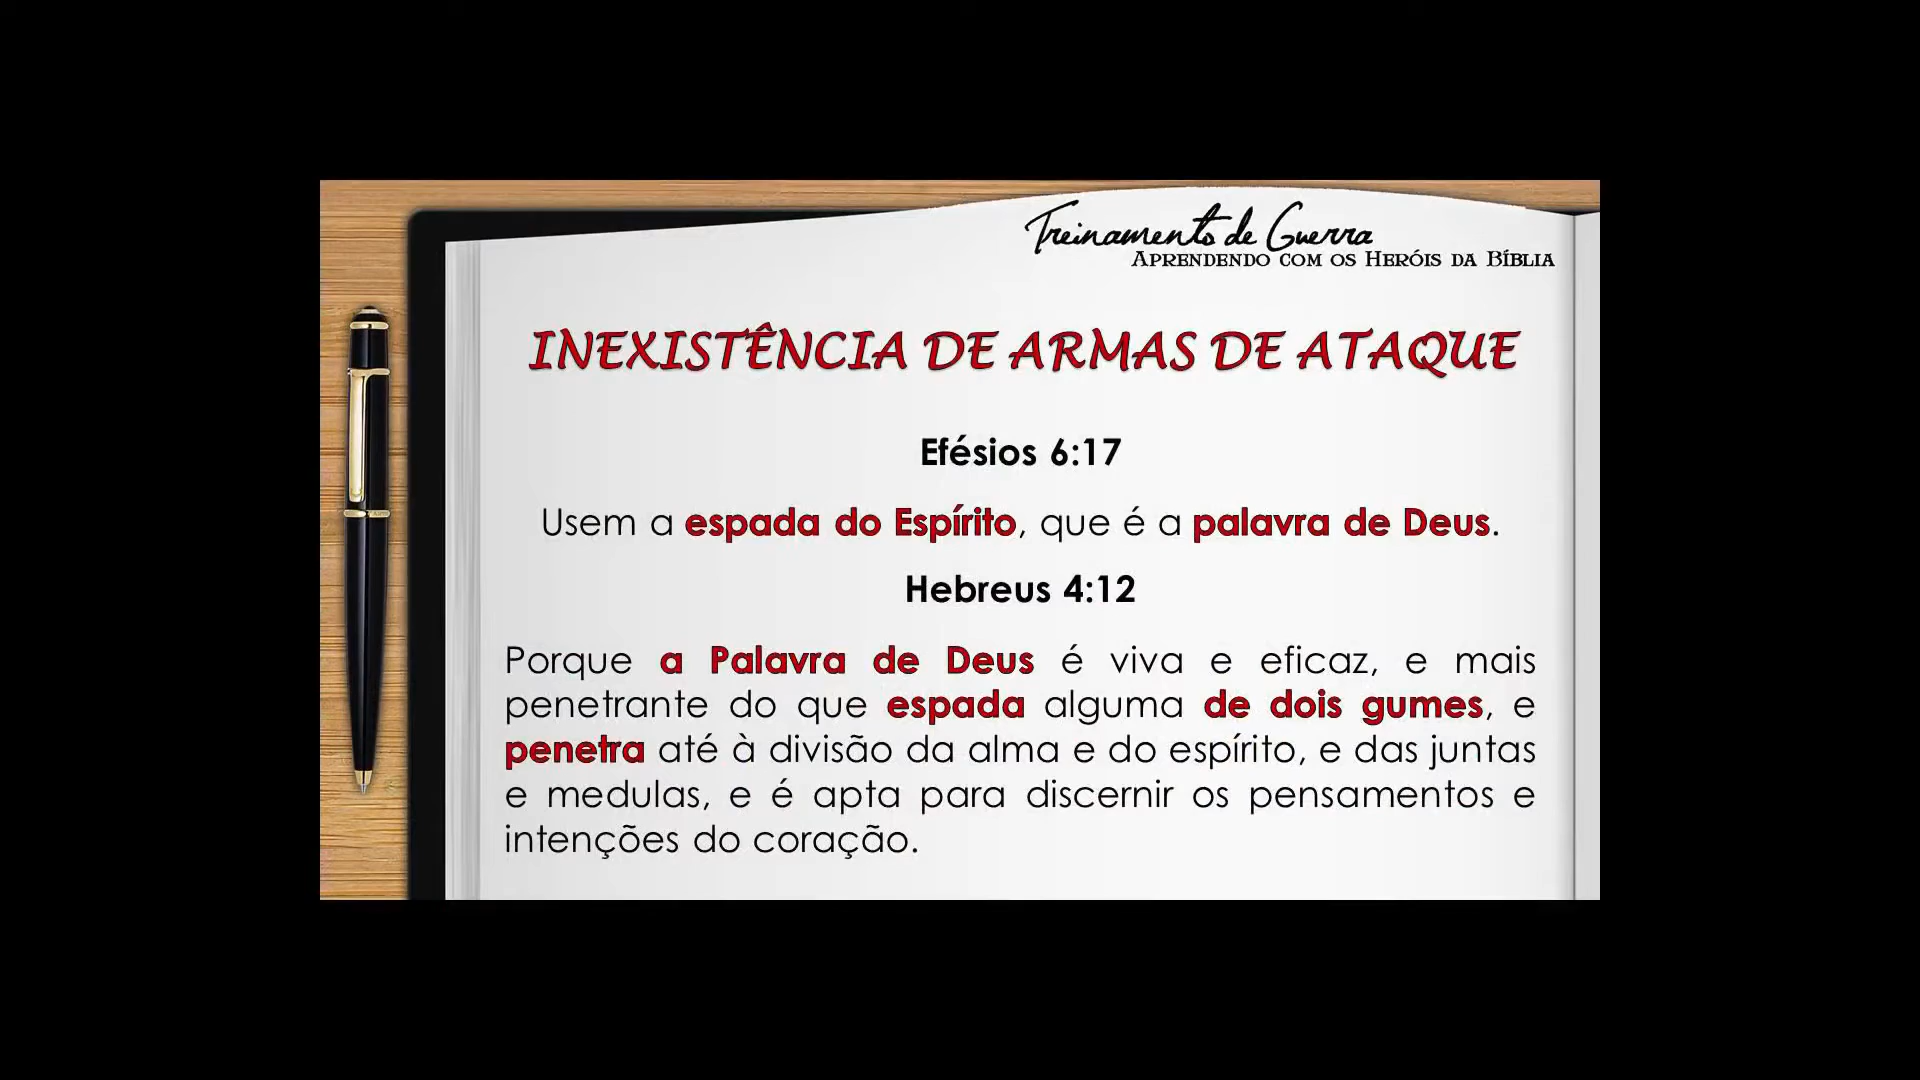 Treinamento de Guerra
Aprendendo com os Heróis da Bíblia
INEXISTÊNCIA DE ARMAS DE ATAQUE
Efésios 6:17
Usem a espada do Espírito, que é a palavra de Deus.
Hebreus 4:12
Porque a Palavra de Deus é viva e eficaz, e mais
penetrante do que espada alguma de dois gumes, e
penetra até à divisão da alma e do espírito, e das juntas
e medulas, e é apta para discernir os pensamentos e
intenções do coração.